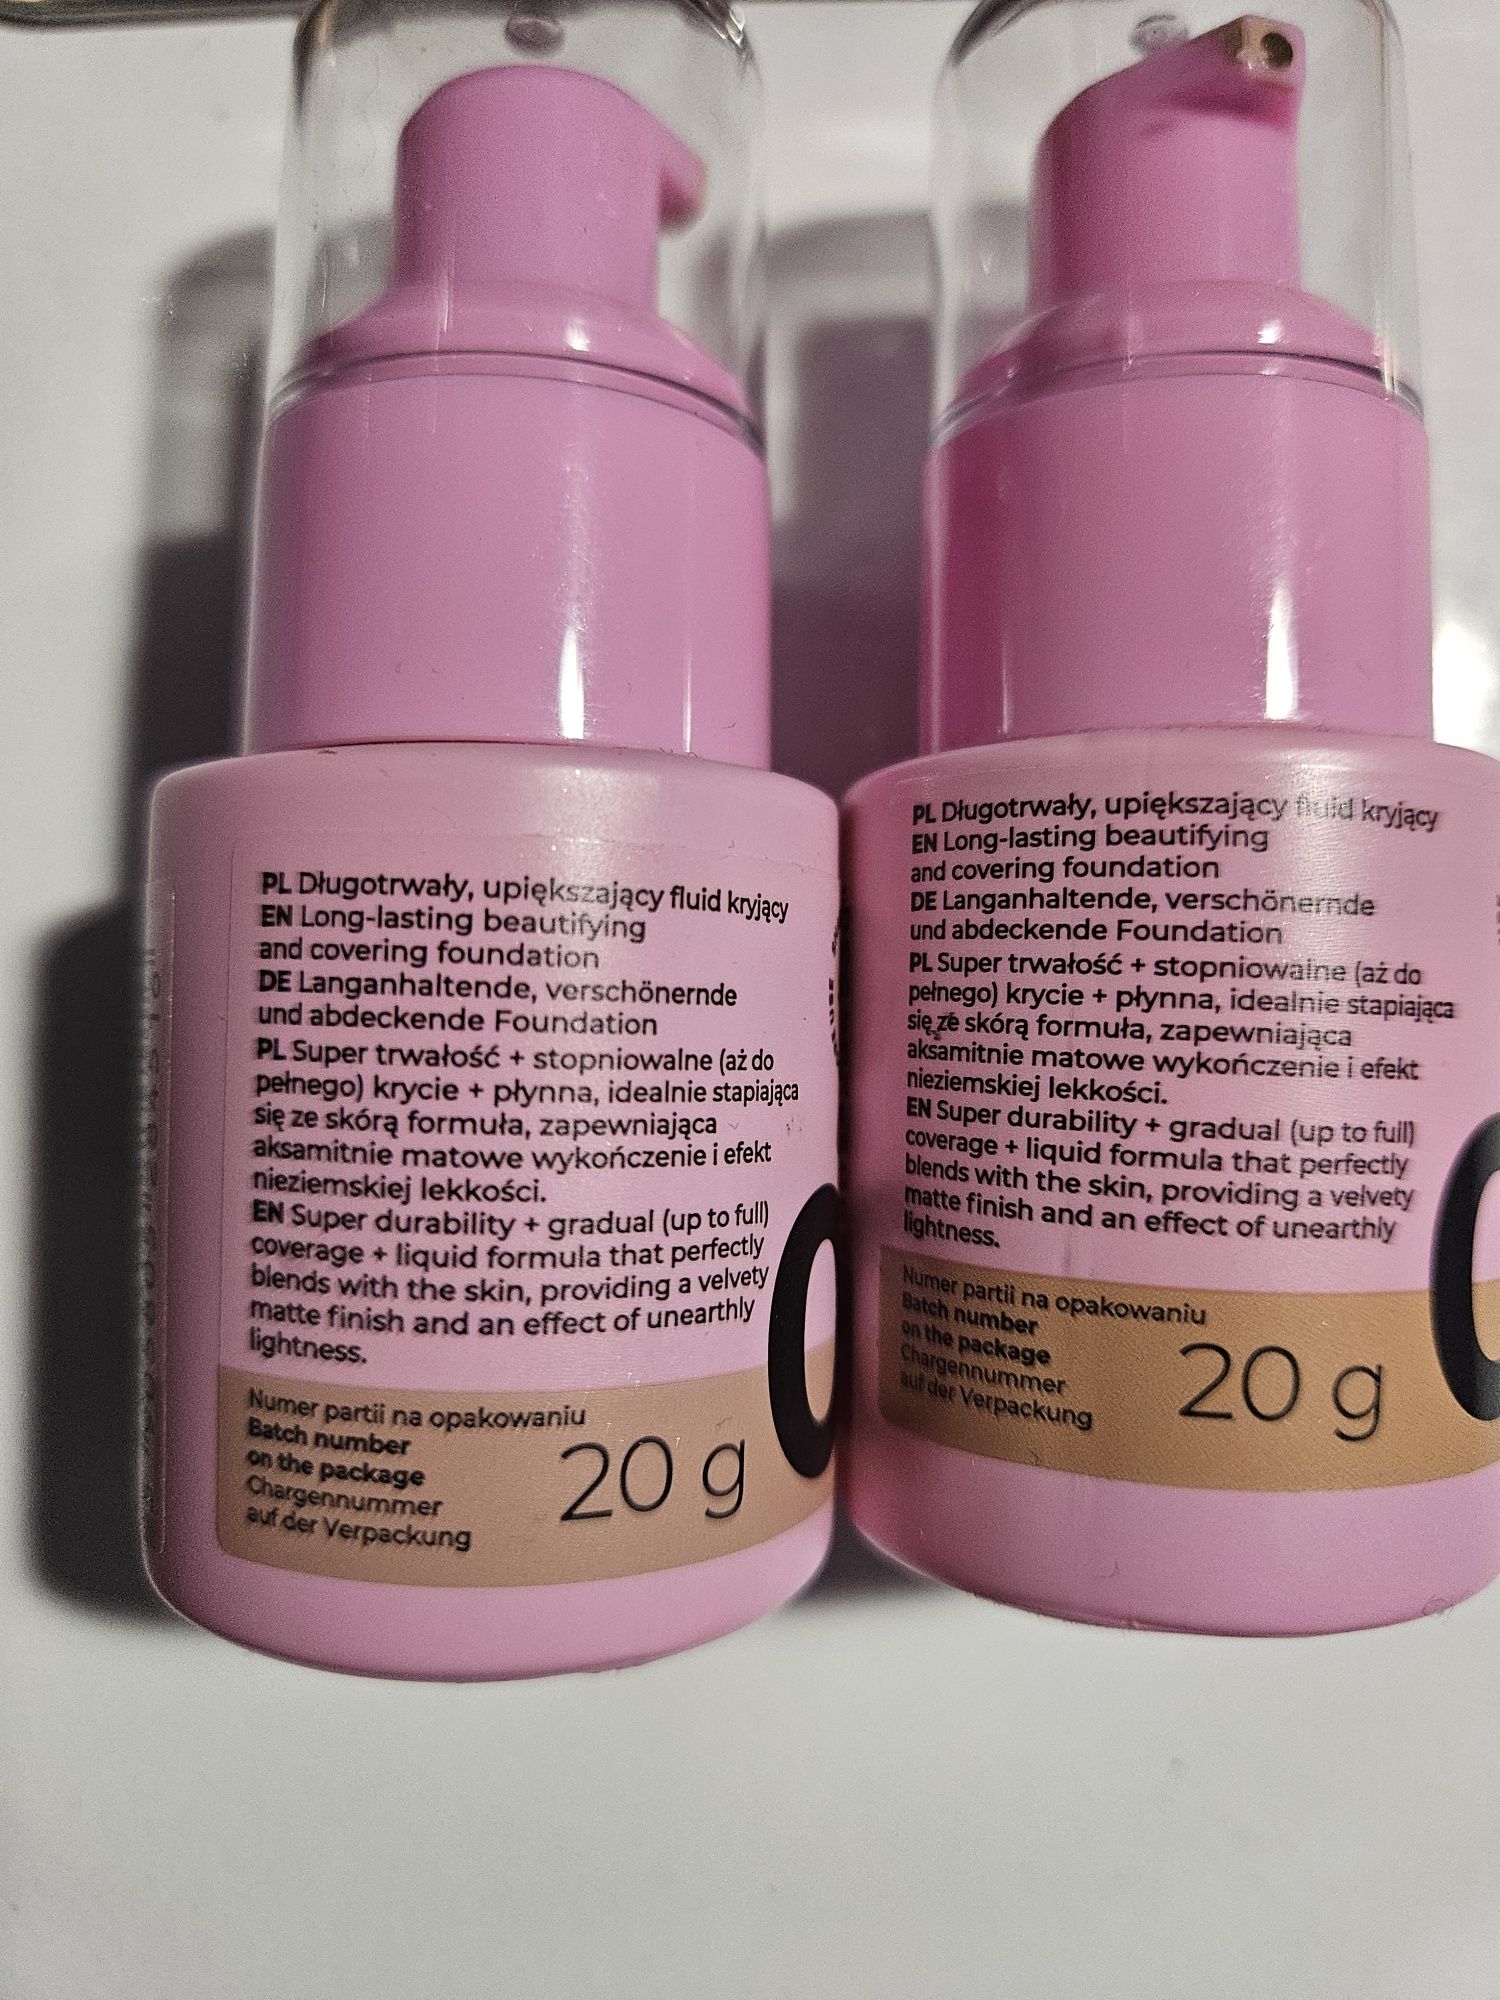 PL Długotrwały, upiększający fluid kryjący
EN Long-lasting beautifying
and covering foundation
DE Langanhaltende, verschönernde
und abdeckende Foundation
PL Super trwałość + stopniowalne (aż do
pełnego) krycie + płynna, idealnie stapiająca
się ze skórą formuła, zapewniająca
aksamitnie matowe wykończenie i efekt
nieziemskiej lekkości.
EN Super durability + gradual (up to full)
coverage + liquid formula that perfectly
blends with the skin, providing a velvety
matte finish and an effect of unearthly
lightness.
Numer partii na opakowaniu
Batch number
on the package
Chargennummer
auf der Verpackung
20 g
0
PL Długotrwały, upiększający fluid kryjący
EN Long-lasting beautifying
and covering foundation
DE Langanhaltende, verschönernde
und abdeckende Foundation
PL Super trwałość + stopniowalne (aż do
pełnego) krycie + płynna, idealnie stapiająca
się ze skórą formuła, zapewniająca
aksamitnie matowe wykończenie i efekt
nieziemskiej lekkości.
EN Super durability + gradual (up to full)
coverage + liquid formula that perfectly
blends with the skin, providing a velvety
matte finish and an effect of unearthly
lightness.
Numer partii na opakowaniu
Batch number
on the package
Chargennummer
auf der Verpackung
20 g